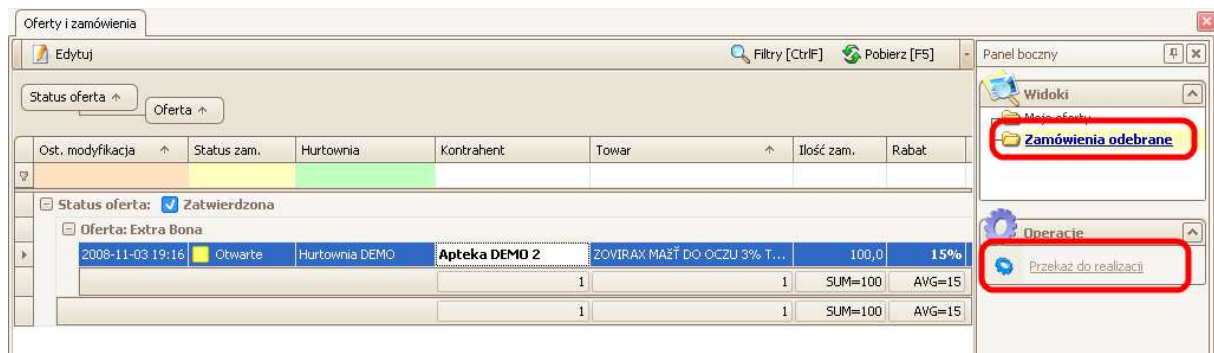 Oferty i zamówienia
Edytuj
Filtry [CtrlF]
Pobierz [F5]
Panel boczny
Widoki
Moje oferty
Zamówienia odebrane
Status oferta
Oferta
Ost. modyfikacja Status zam. Hurtownia Kontrahent Towar Ilość zam. Rabat
Status oferta: Zatwierdzona
Oferta: Extra Bona
2008-11-03 19:16 Otwarte Hurtownia DEMO Apteka DEMO 2 ZOVIRAX MAžŤ DO OCZU 3% T... 100,0 15%
1 1 SUM=100 AVG=15
1 1 SUM=100 AVG=15
Operacje
Przekaż do realizacji